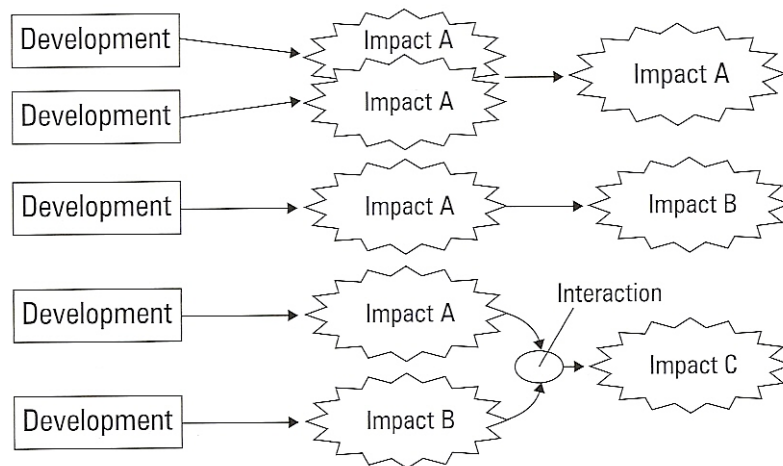 Development
Impact A
Impact A
Impact A
Development
Development
Impact A
Impact B
Development
Impact A
Interaction
Impact C
Development
Impact B